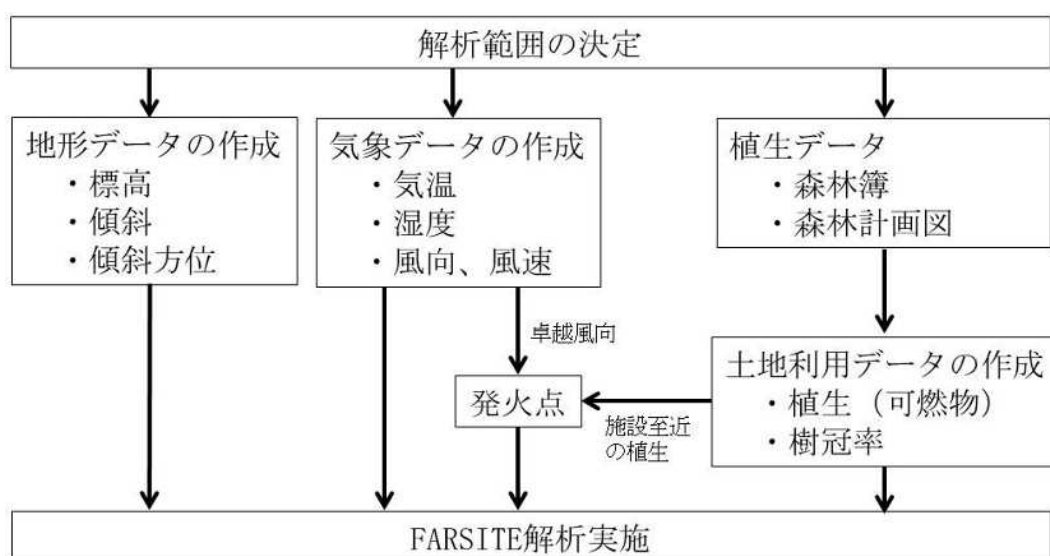 解析範囲の決定
地形データの作成
・標高
・傾斜
・傾斜方位
気象データの作成
・気温
・湿度
・風向、風速
植生データ
・森林簿
・森林計画図
卓越風向
土地利用データの作成
・植生（可燃物）
・樹冠率
発火点
施設至近
の植生
FARSITE解析実施